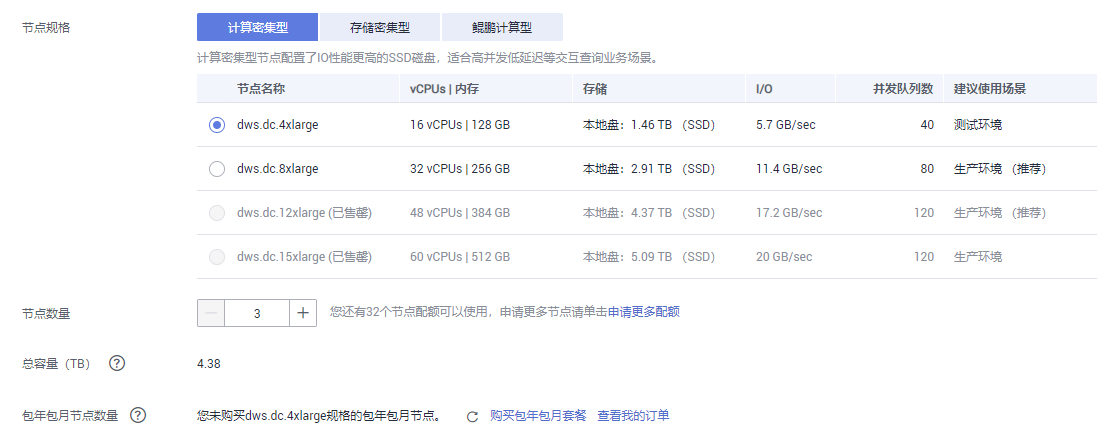 节点规格 计算密集型 存储密集型 鲲鹏计算型
计算密集型节点配置了IO性能更高的SSD磁盘，适合高并发低延迟等交互查询业务场景。
节点名称 vCPUs | 内存 存储 I/O 并发队列数 建议使用场景
dws.dc.4xlarge 16 vCPUs | 128 GB 本地盘：1.46 TB （SSD） 5.7 GB/sec 40 测试环境
dws.dc.8xlarge 32 vCPUs | 256 GB 本地盘：2.91 TB （SSD） 11.4 GB/sec 80 生产环境 （推荐）
dws.dc.12xlarge (已售罄) 48 vCPUs | 384 GB 本地盘：4.37 TB （SSD） 17.2 GB/sec 120 生产环境 （推荐）
dws.dc.15xlarge (已售罄) 60 vCPUs | 512 GB 本地盘：5.09 TB （SSD） 20 GB/sec 120 生产环境
节点数量 — 3 + 您还有32个节点配额可以使用，申请更多节点请单击申请更多配额
总容量（TB） ? 4.38
包年包月节点数量 ? 您未购买dws.dc.4xlarge规格的包年包月节点。 购买包年包月套餐 查看我的订单